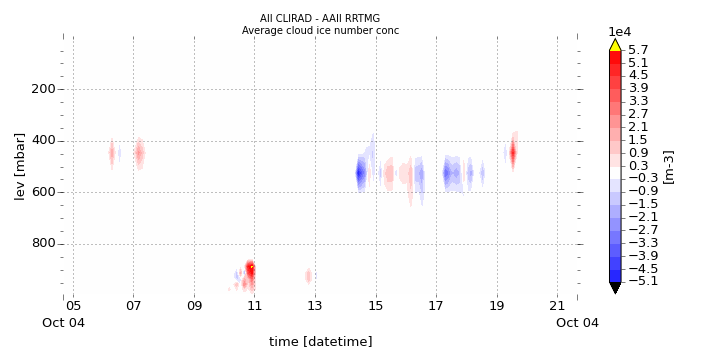 All CLIRAD - AAII RRTMG
Average cloud ice number conc
1e4
5.7
5.1
4.5
3.9
3.3
2.7
2.1
1.5
0.9
0.3
−0.3
−0.9
−1.5
−2.1
−2.7
−3.3
−3.9
−4.5
−5.1
[m-3]
lev [mbar]
200
400
600
800
05 07 09 11 13 15 17 19 21
Oct 04 Oct 04
time [datetime]